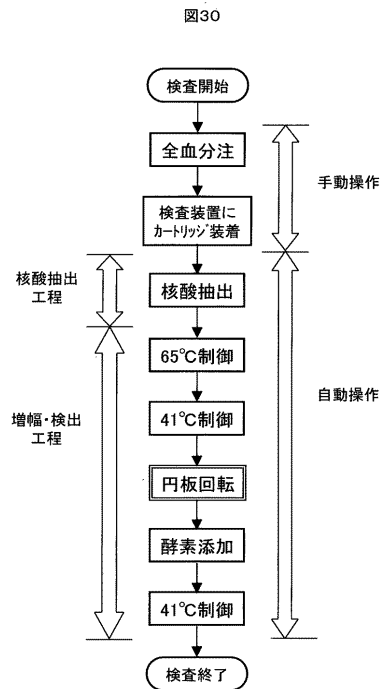 図30
検査開始
全血分注
検査装置に
カートリッジ装着
手動操作
核酸抽出
工程
核酸抽出
65℃制御
41℃制御
自動操作
増幅・検出
工程
円板回転
酵素添加
41℃制御
検査終了